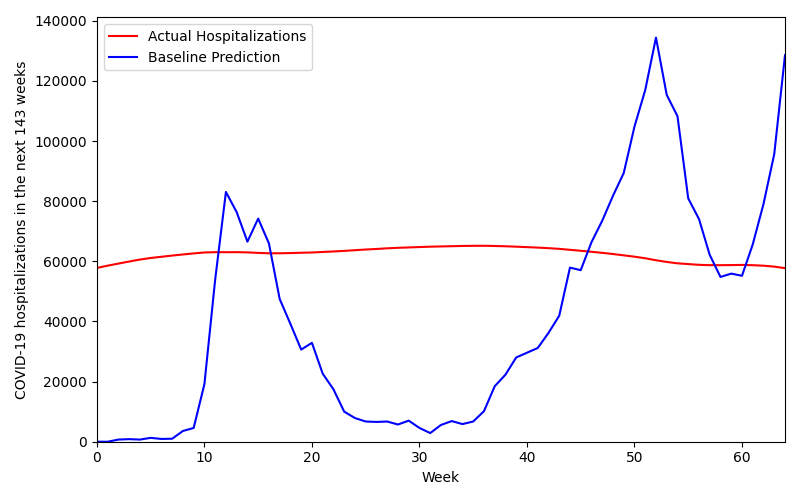 Actual Hospitalizations
Baseline Prediction
COVID-19 hospitalizations in the next 143 weeks
140000
120000
100000
80000
60000
40000
20000
0
0 10 20 30 40 50 60
Week